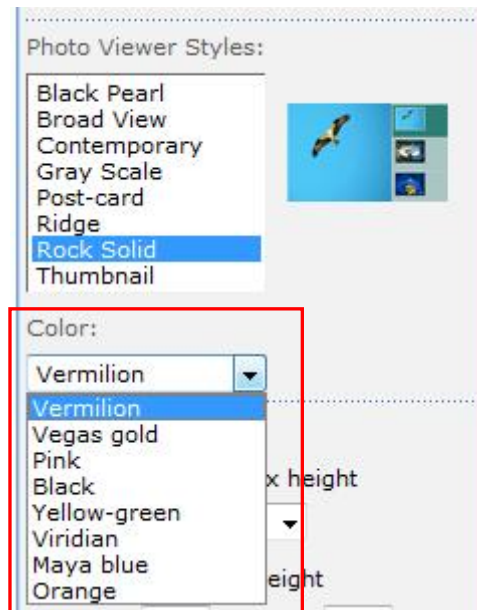 Photo Viewer Styles:
Black Pearl
Broad View
Contemporary
Gray Scale
Post-card
Ridge
Rock Solid
Thumbnail
Color:
Vermilion
Vermilion
Vegas gold
Pink
Black
Yellow-green
Viridian
Maya blue
Orange
x height
eight